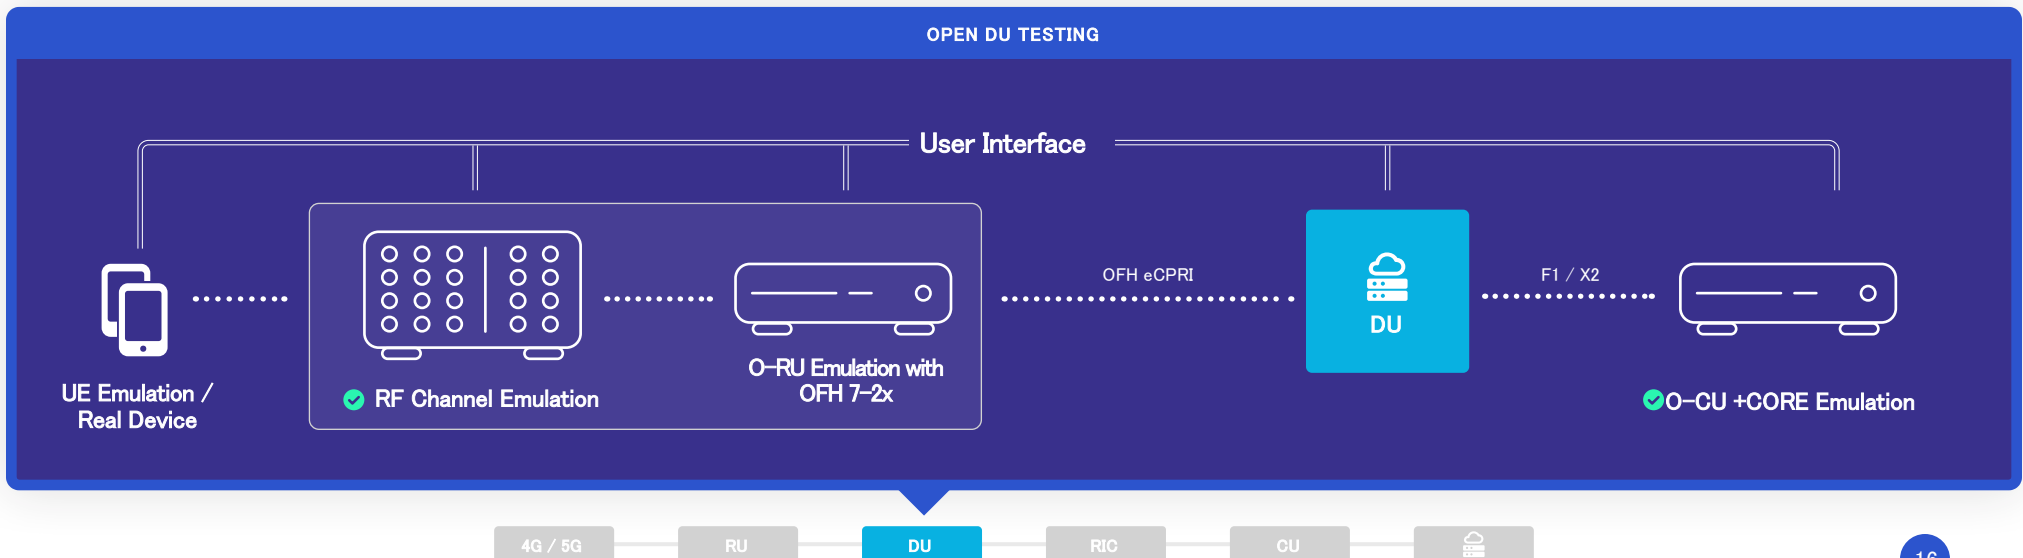 OPEN DU TESTING
User Interface
OFH eCPRI
F1 / X2
DU
O-RU Emulation with
OFH 7-2x
UE Emulation /
Real Device
RF Channel Emulation
O-CU +CORE Emulation
4G / 5G
RU
DU
RIC
CU
16